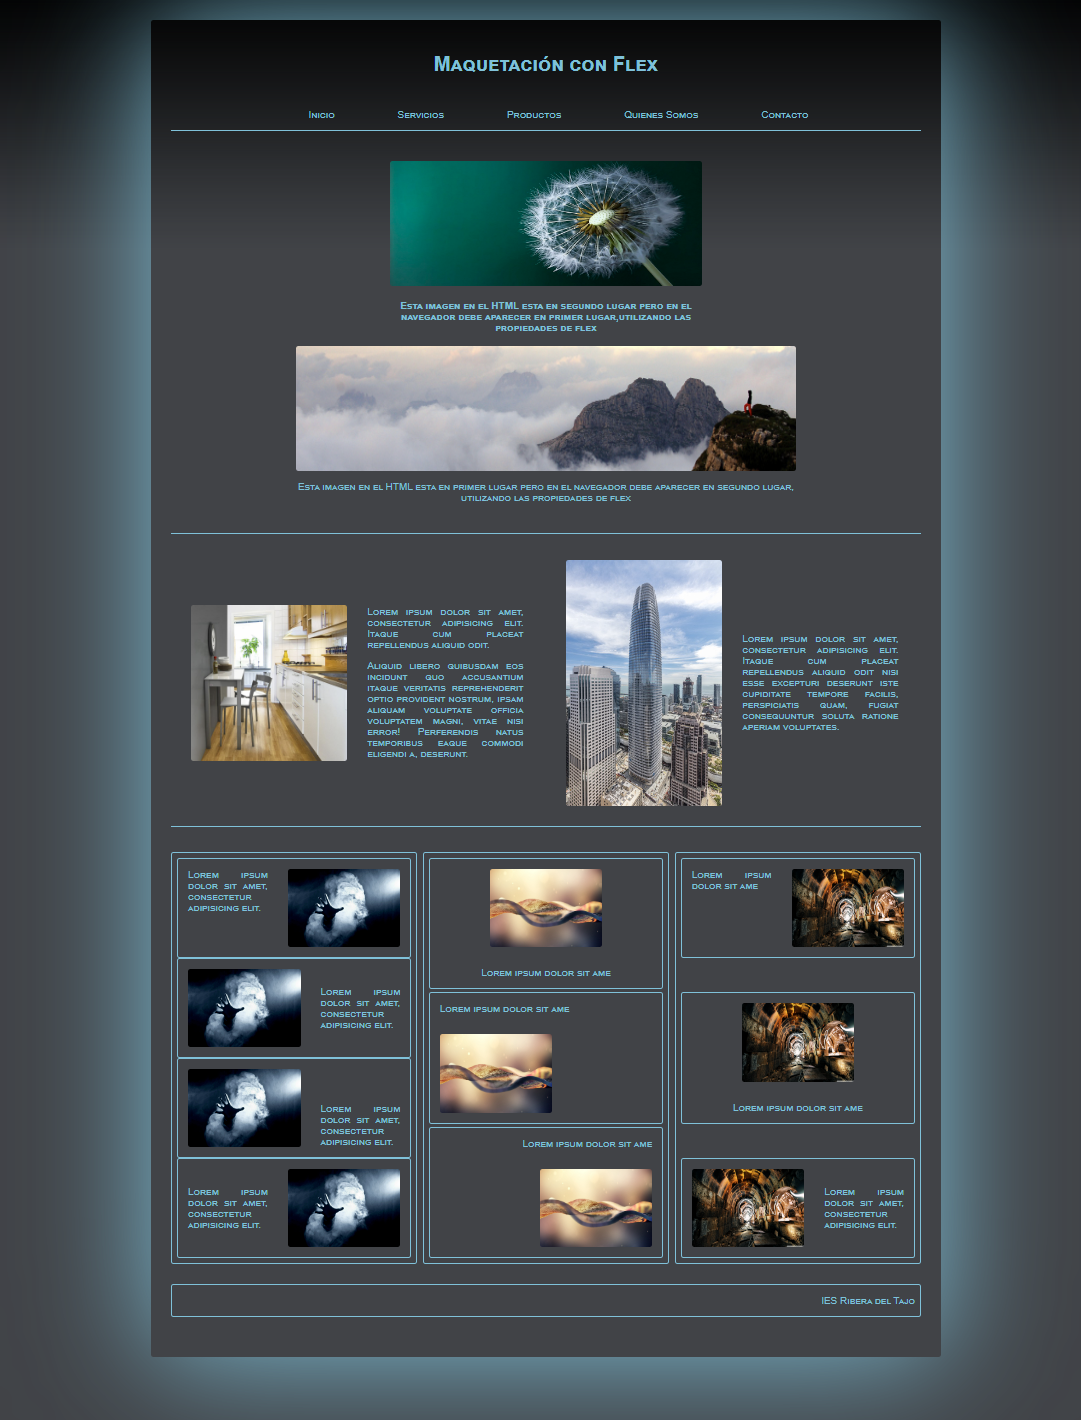 Maquetación con Flex
Inicio Servicios Productos Quienes Somos Contacto
Esta imagen en el HTML esta en segundo lugar pero en el
navegador debe aparecer en primer lugar,utilizando las
propiedades de flex
Esta imagen en el HTML esta en primer lugar pero en el navegador debe aparecer en segundo lugar,
utilizando las propiedades de flex
Lorem ipsum dolor sit amet,
consectetur adipisicing elit.
Itaque cum placeat
repellendus aliquid odit.
Aliquid libero quibusdam eos
incidunt quo accusantium
itaque veritatis reprehenderit
optio provident nostrum, ipsam
aliquam voluptate officia
voluptatem magni, vitae nisi
error! Perferendis natus
temporibus eaque commodi
eligendi a, deserunt.
Lorem ipsum dolor sit amet,
consectetur adipisicing elit.
Itaque cum placeat
repellendus aliquid odit nisi
esse excepturi deserunt iste
cupiditate tempore facilis,
perspiciatis quam, fugiat
consequuntur soluta ratione
aperiam voluptates.
Lorem ipsum
dolor sit amet,
consectetur
adipisicing elit.
Lorem ipsum
dolor sit amet,
consectetur
adipisicing elit.
Lorem ipsum
dolor sit amet,
consectetur
adipisicing elit.
Lorem ipsum
dolor sit amet,
consectetur
adipisicing elit.
Lorem ipsum dolor sit ame
Lorem ipsum dolor sit ame
Lorem ipsum dolor sit ame
Lorem ipsum
dolor sit ame
Lorem ipsum dolor sit ame
Lorem ipsum
dolor sit amet,
consectetur
adipisicing elit.
IES Ribera del Tajo